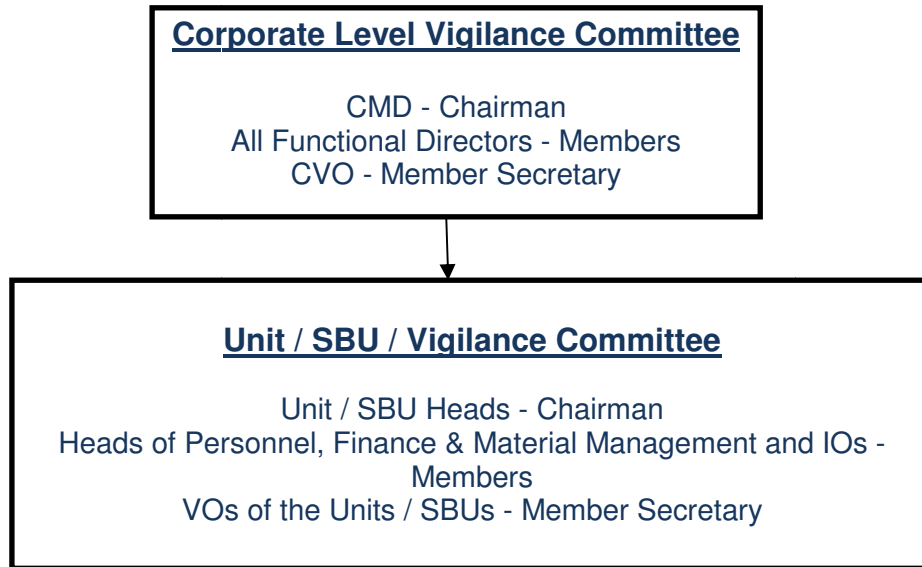 Corporate Level Vigilance Committee
CMD - Chairman
All Functional Directors - Members
CVO - Member Secretary
Unit / SBU / Vigilance Committee
Unit / SBU Heads - Chairman
Heads of Personnel, Finance & Material Management and IOs -
Members
VOs of the Units / SBUs - Member Secretary